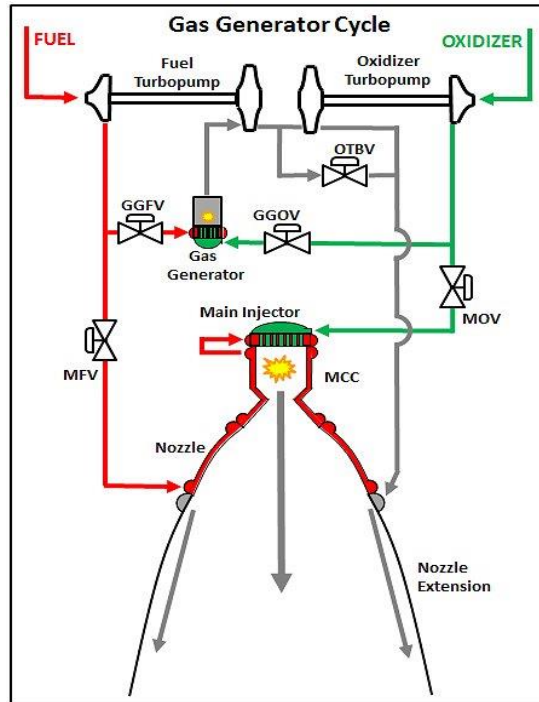 Gas Generator Cycle
FUEL
OXIDIZER
Fuel
Turbopump
Oxidizer
Turbopump
OTBV
GGFV
GGOV
Gas
Generator
Main Injector
MOV
MFV
MCC
Nozzle
Nozzle
Extension